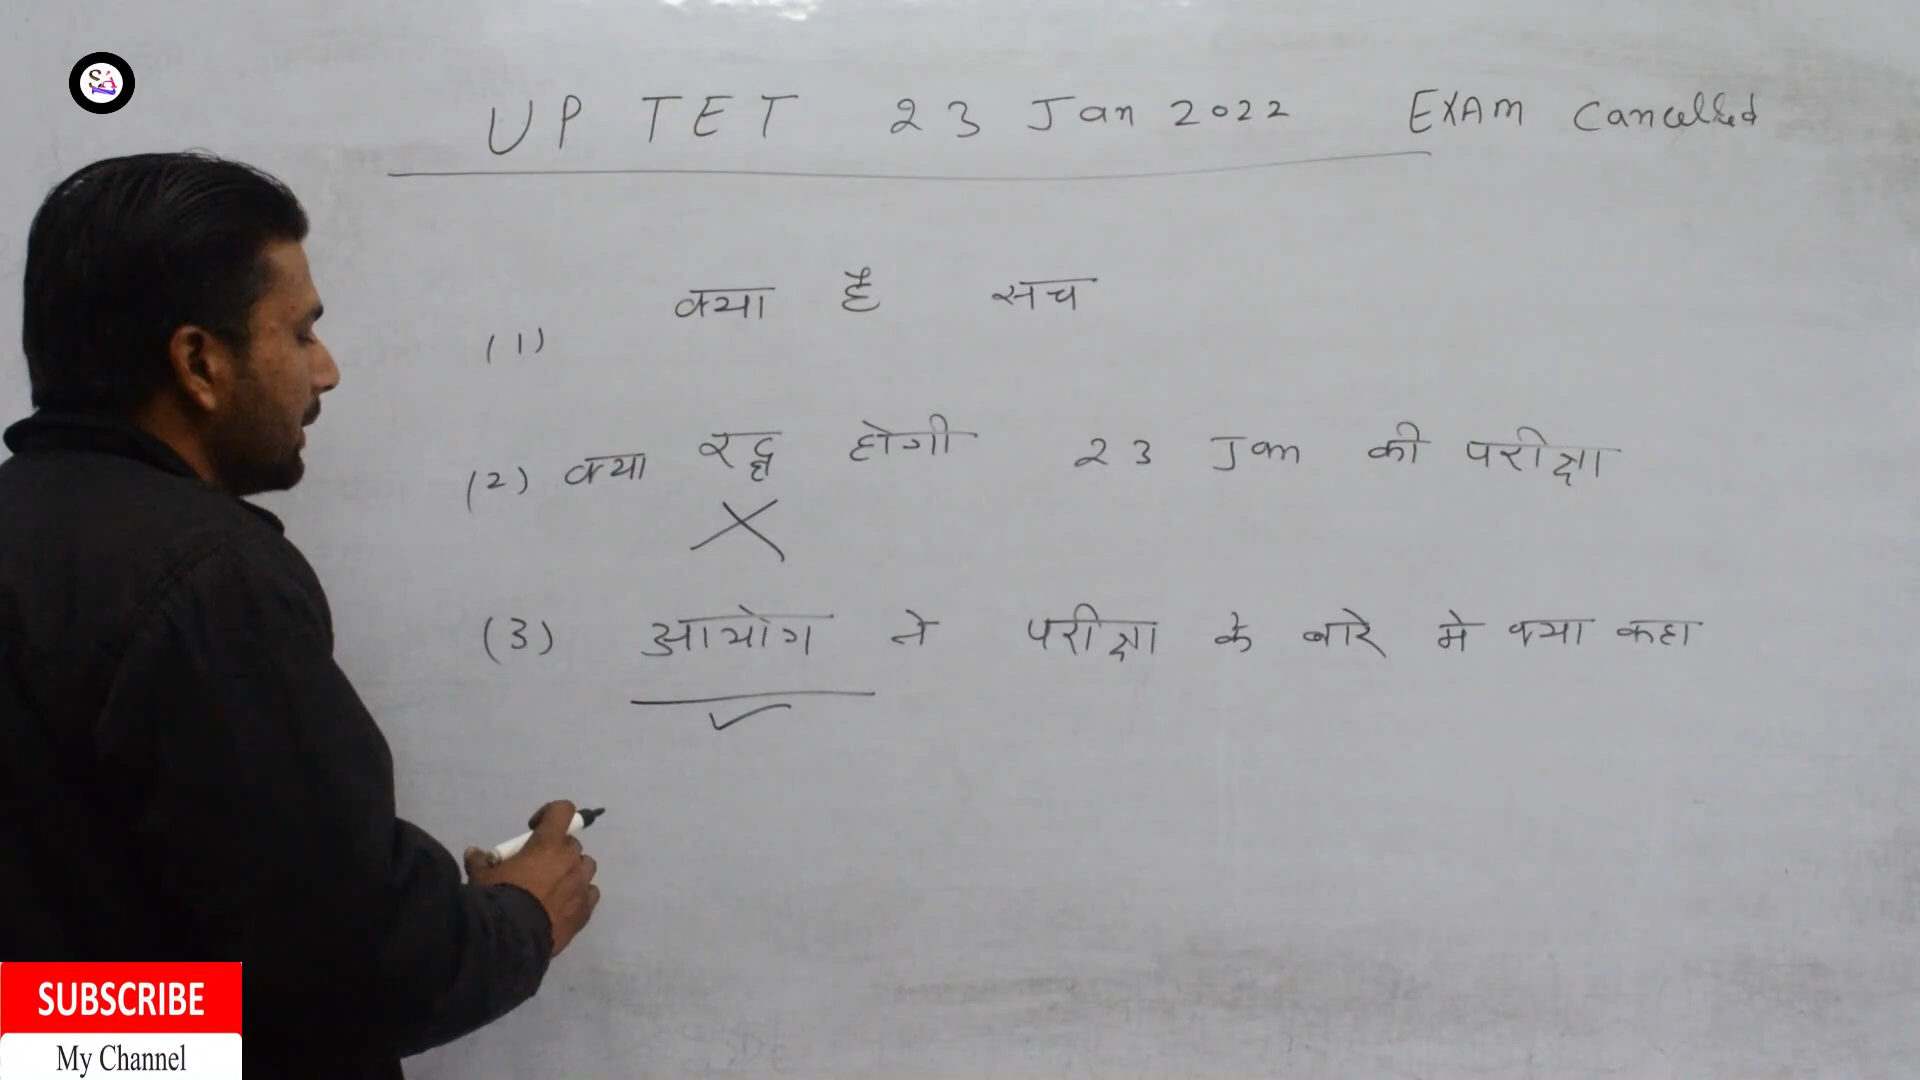 UP TET 23 Jan 2022 EXAM Cancelled
(1) क्या है सच
(2) क्या रद्द होगी 23 Jan की परीक्षा
(3) आयोग ने परीक्षा के बारे मे क्या कहा
SUBSCRIBE
My Channel